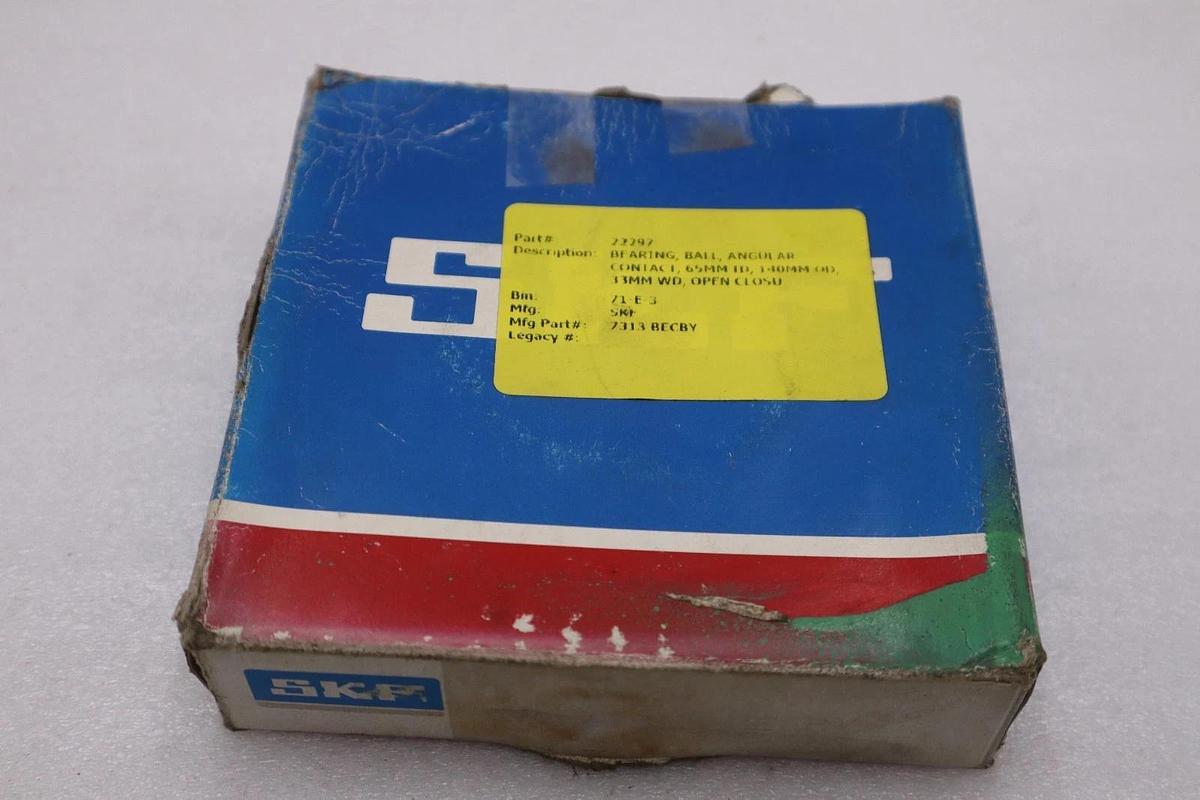 Part#: 22297
Description: BEARING, BALL, ANGULAR
CONTACT, 65MM ID, 140MM OD,
33MM WD, OPEN CLOSU
Bin: 71-E-3
Mfg: SKF
Mfg Part#: 7313 BECBY
Legacy #:
SKF